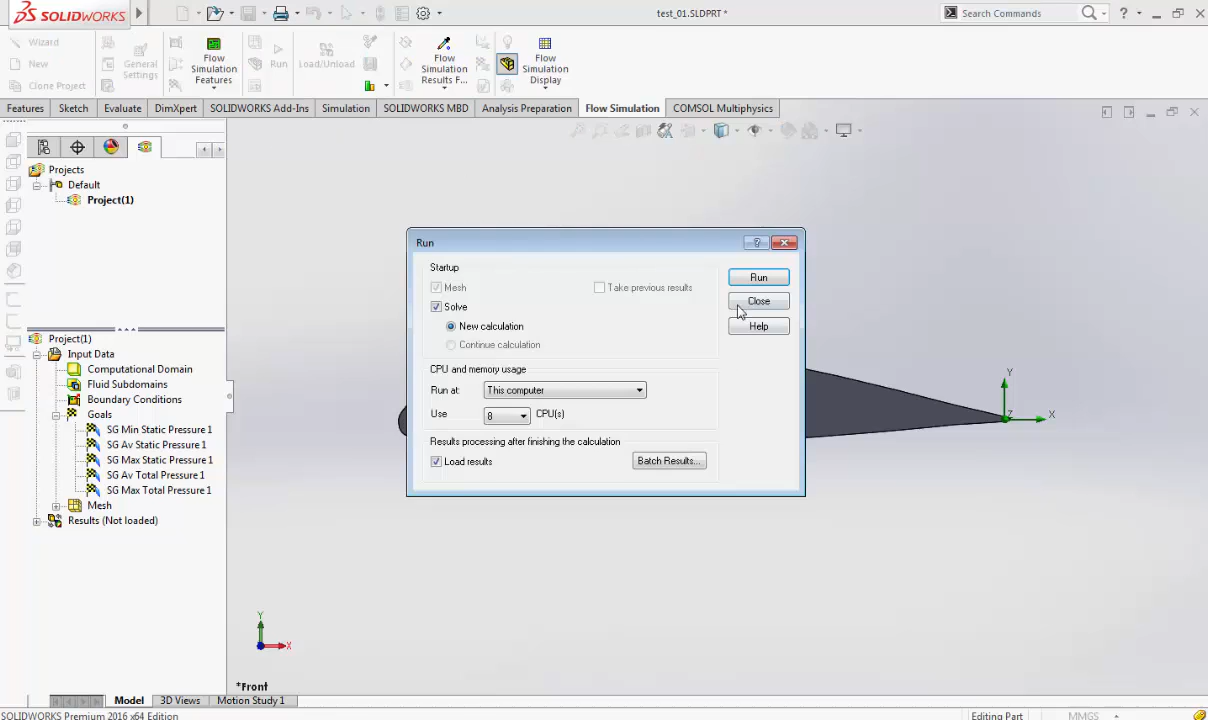 SOLIDWORKS
test_01.SLDPRT *
Search Commands
?
Wizard
New
Clone Project
General
Settings
Flow
Simulation
Features
Run
Load/Unload
Flow
Simulation
Results F...
Flow
Simulation
Display
Features
Sketch
Evaluate
DimXpert
SOLIDWORKS Add-Ins
Simulation
SOLIDWORKS MBD
Analysis Preparation
Flow Simulation
COMSOL Multiphysics
Projects
Default
Project(1)
Project(1)
Input Data
Computational Domain
Fluid Subdomains
Boundary Conditions
Goals
SG Min Static Pressure 1
SG Av Static Pressure 1
SG Max Static Pressure 1
SG Av Total Pressure 1
SG Max Total Pressure 1
Mesh
Results (Not loaded)
Run
?
Startup
Mesh
Take previous results
Solve
New calculation
Continue calculation
CPU and memory usage
Run at:
This computer
Use
8
CPU(s)
Results processing after finishing the calculation
Load results
Batch Results...
Run
Close
Help
Y
X
Z
Y
X
*Front
Model
3D Views
Motion Study 1
SOLIDWORKS Premium 2016 x64 Edition
Editing Part
MMGS